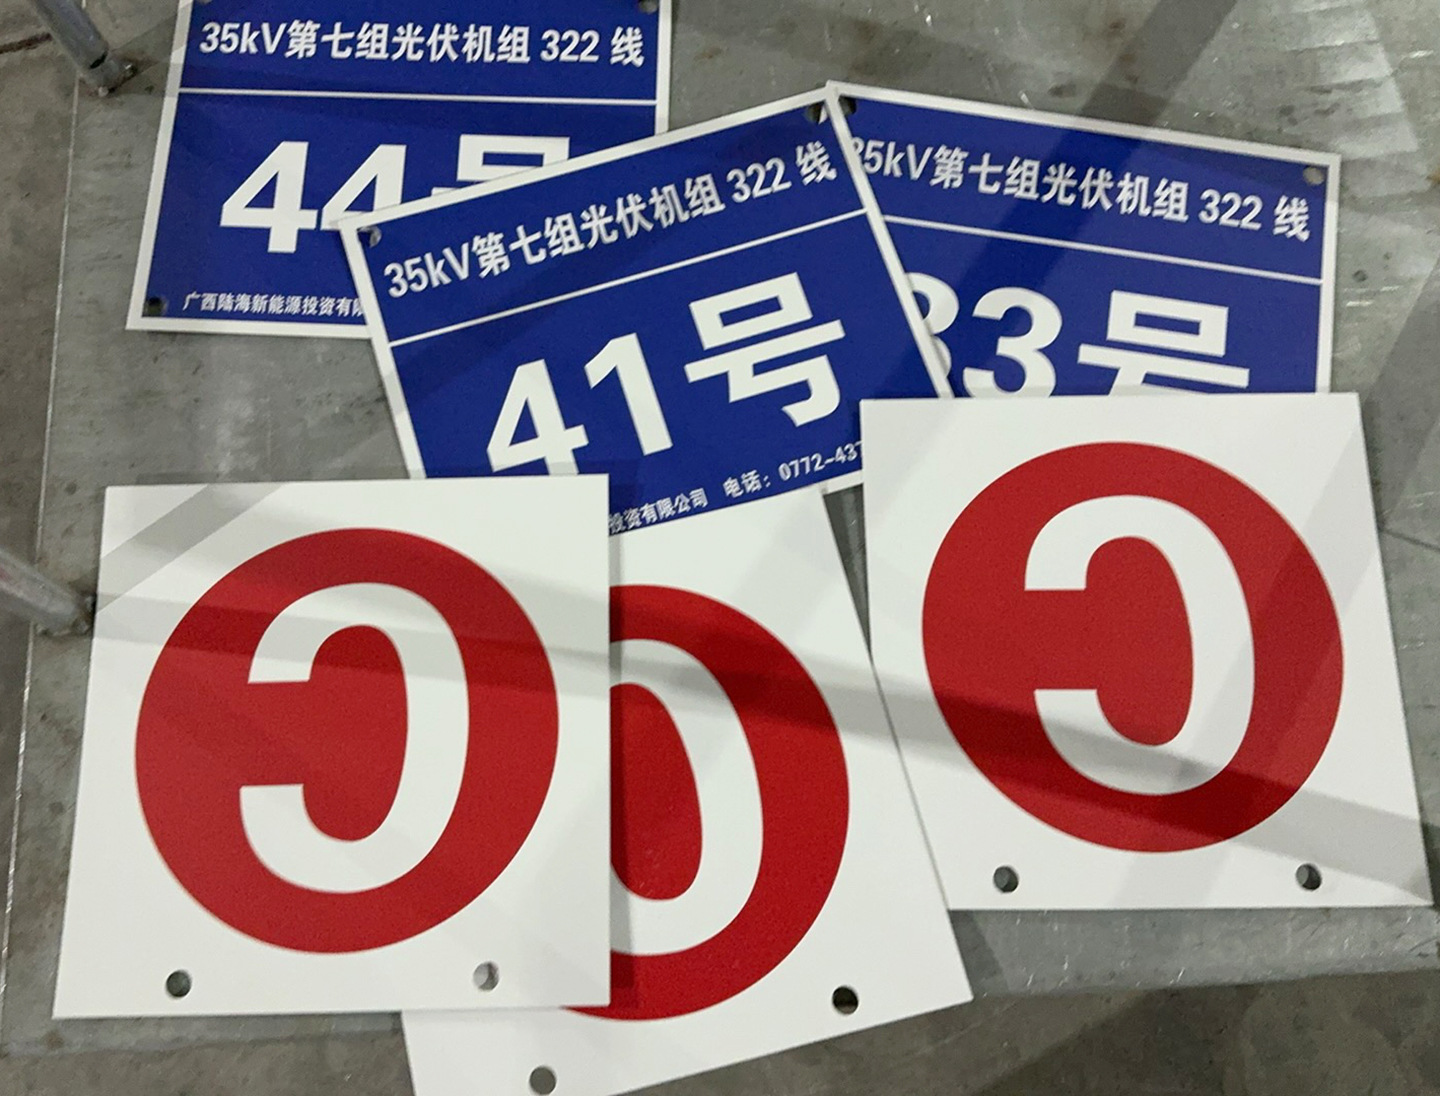 35kV第七组光伏机组 322 线
44号
广西陆海新能源投资有限
35kV第七组光伏机组 322 线
41号
投资有限公司 电话：0772-437
35kV第七组光伏机组 322 线
33号
C
C